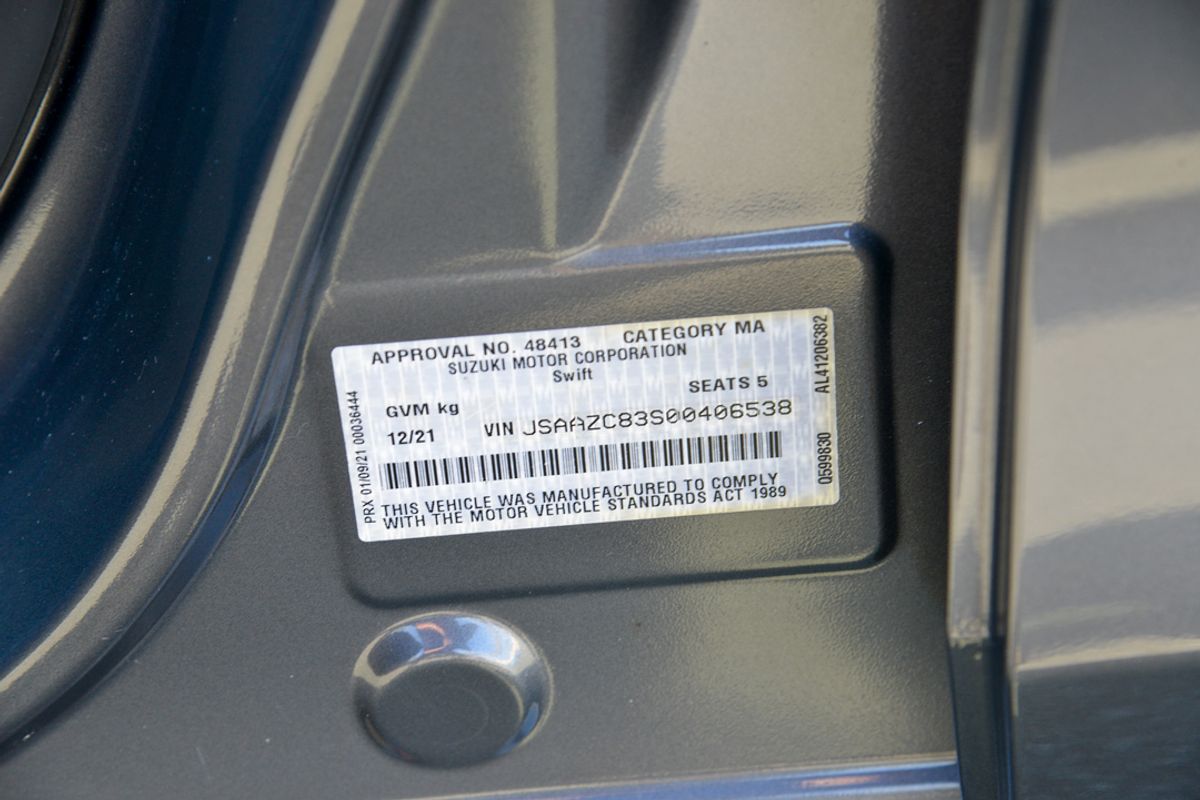 APPROVAL NO. 48413 CATEGORY MA
SUZUKI MOTOR CORPORATION
Swift
SEATS 5
GVM kg
12/21 VIN JSAAZC83S00406538
THIS VEHICLE WAS MANUFACTURED TO COMPLY
WITH THE MOTOR VEHICLE STANDARDS ACT 1989
PRX 01/09/21 00036444
Q599830 AL41206382